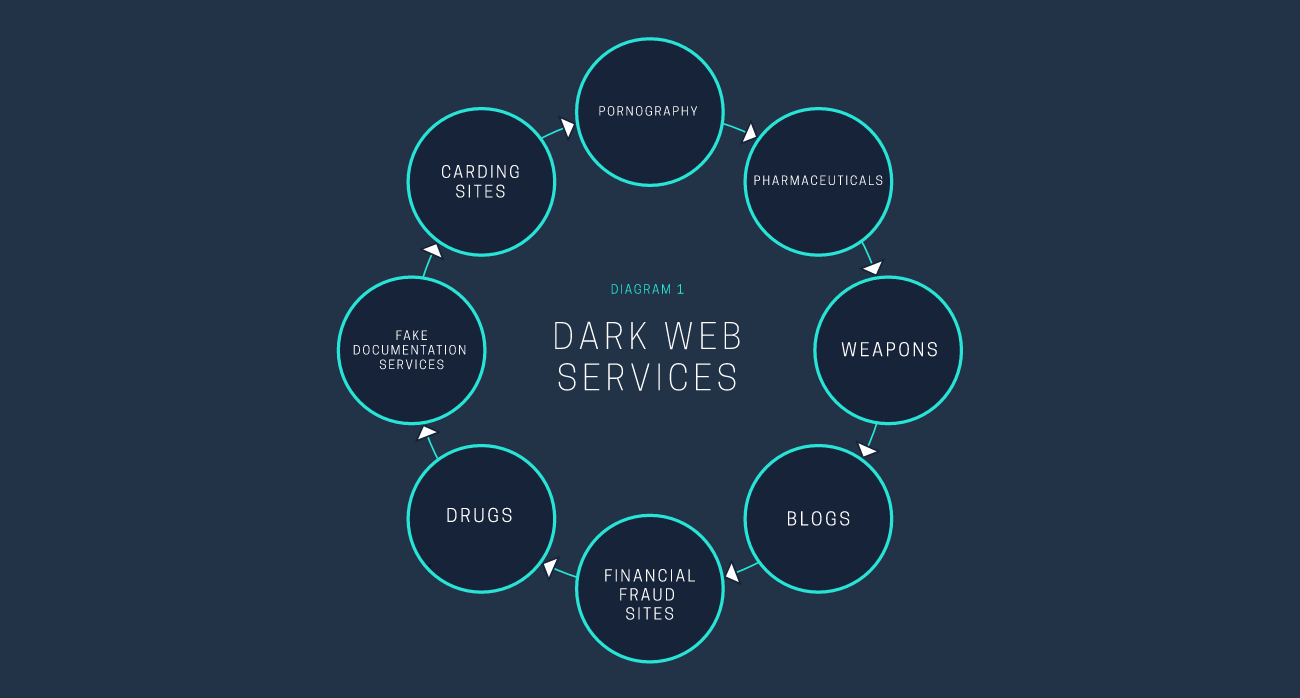 DIAGRAM 1
DARK WEB
SERVICES
PORNOGRAPHY
PHARMACEUTICALS
WEAPONS
BLOGS
FINANCIAL
FRAUD
SITES
DRUGS
FAKE
DOCUMENTATION
SERVICES
CARDING
SITES